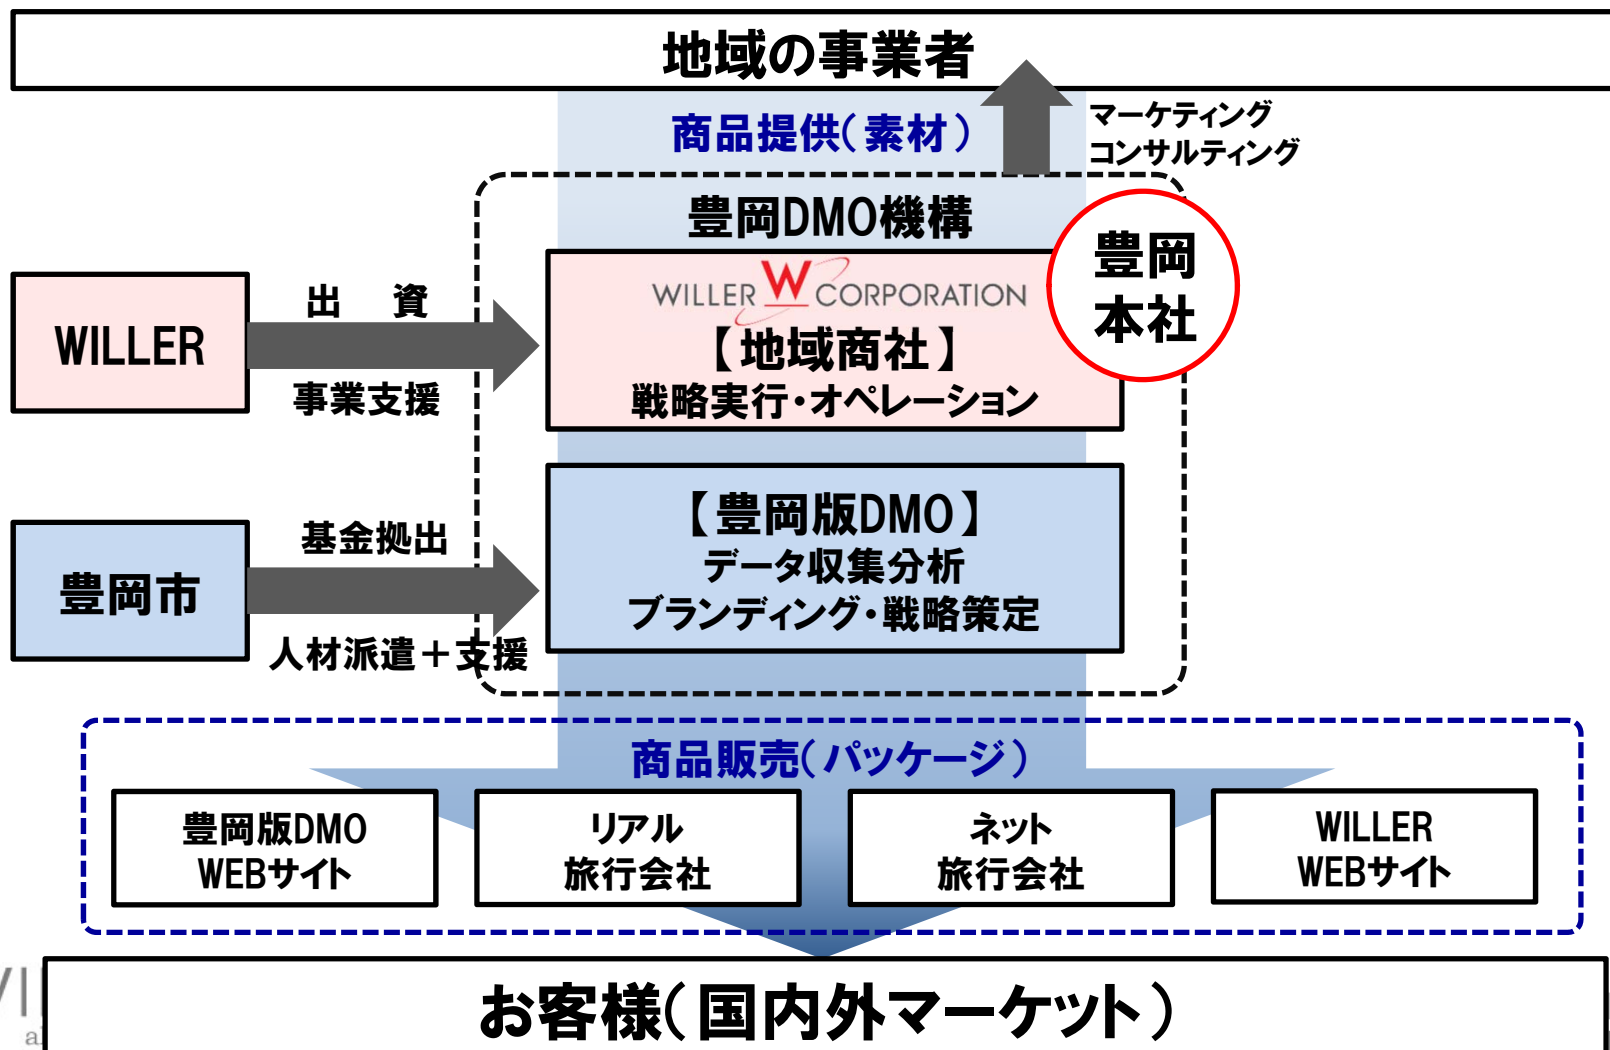 地域の事業者
商品提供(素材)
マーケティング
コンサルティング
豊岡DMO機構
豊岡
本社
WILLER
出　資
事業支援
WILLER W CORPORATION
【地域商社】
戦略実行・オペレーション
豊岡市
基金拠出
人材派遣＋支援
【豊岡版DMO】
データ収集分析
ブランディング・戦略策定
商品販売(パッケージ)
豊岡版DMO
WEBサイト
リアル
旅行会社
ネット
旅行会社
WILLER
WEBサイト
お客様(国内外マーケット)